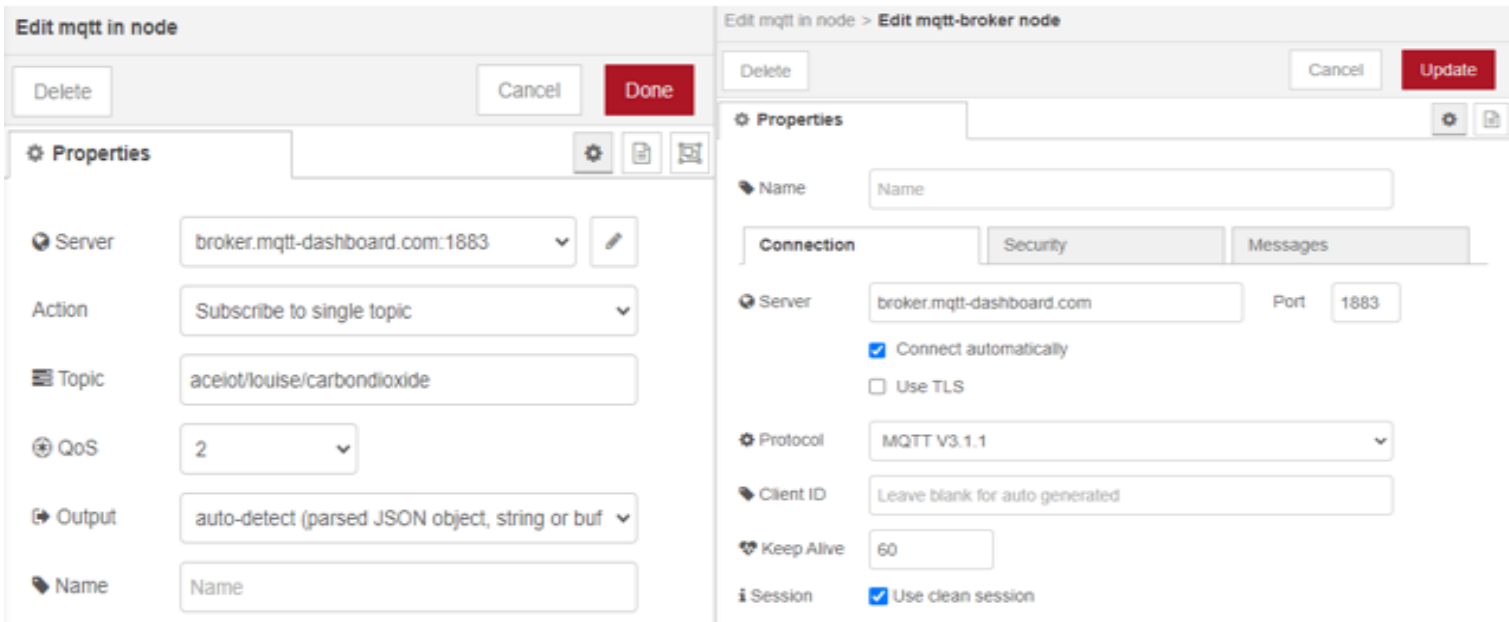 Edit mqtt in node
Delete
Cancel
Done
Properties
Server
broker.mqtt-dashboard.com:1883
Action
Subscribe to single topic
Topic
aceiot/louise/carbondioxide
QoS
2
Output
auto-detect (parsed JSON object, string or buf
Name
Name
Edit mqtt in node > Edit mqtt-broker node
Delete
Cancel
Update
Properties
Name
Name
Connection
Security
Messages
Server
broker.mqtt-dashboard.com
Port
1883
Connect automatically
Use TLS
Protocol
MQTT V3.1.1
Client ID
Leave blank for auto generated
Keep Alive
60
Session
Use clean session